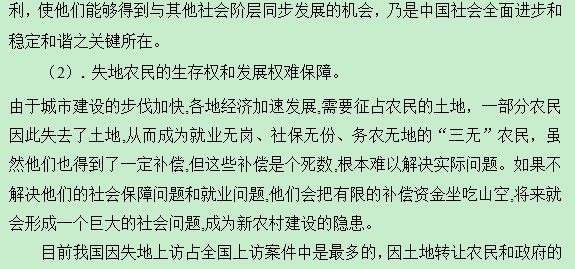 利，使他们能够得到与其他社会阶层同步发展的机会，乃是中国社会全面进步和
稳定和谐之关键所在。
（2）. 失地农民的生存权和发展权难保障。
由于城市建设的步伐加快,各地经济加速发展,需要征占农民的土地，一部分农民
因此失去了土地,从而成为就业无岗、社保无份、务农无地的“三无”农民，虽
然他们也得到了一定补偿,但这些补偿是个死数,根本难以解决实际问题。如果不
解决他们的社会保障问题和就业问题,他们会把有限的补偿资金坐吃山空,将来就
会形成一个巨大的社会问题,成为新农村建设的隐患。
目前我国因失地上访占全国上访案件中是最多的，因土地转让农民和政府的